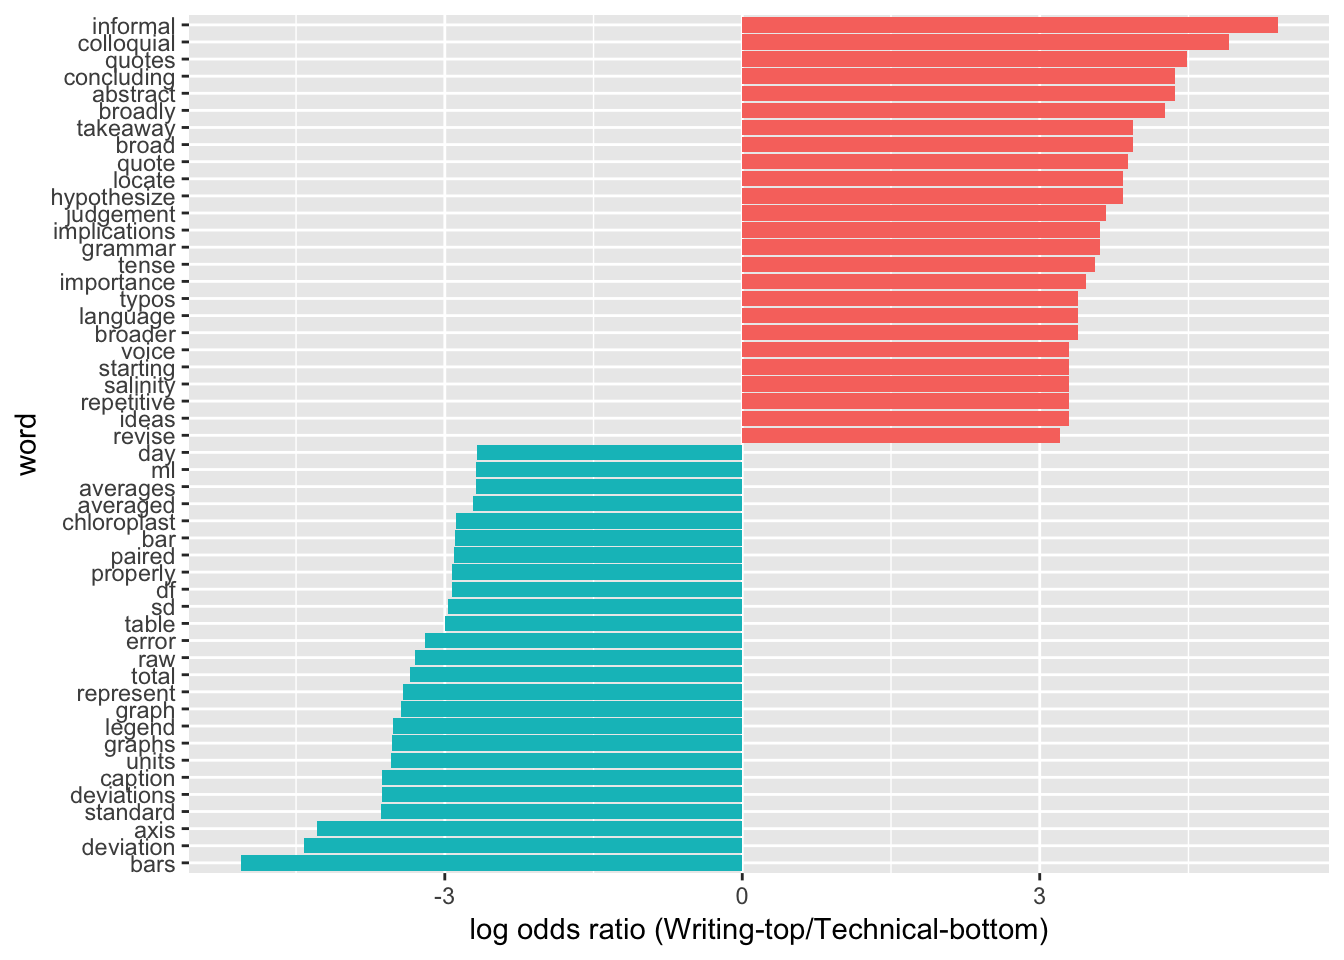 informal
colloquial
quotes
concluding
abstract
broadly
takeaway
broad
quote
locate
hypothesize
judgement
implications
grammar
tense
importance
typos
language
broader
voice
starting
salinity
repetitive
ideas
revise
day
ml
averages
averaged
chloroplast
bar
paired
properly
df
sd
table
error
raw
total
represent
graph
legend
graphs
units
caption
deviations
standard
axis
deviation
bars
word
-3 0 3
log odds ratio (Writing-top/Technical-bottom)